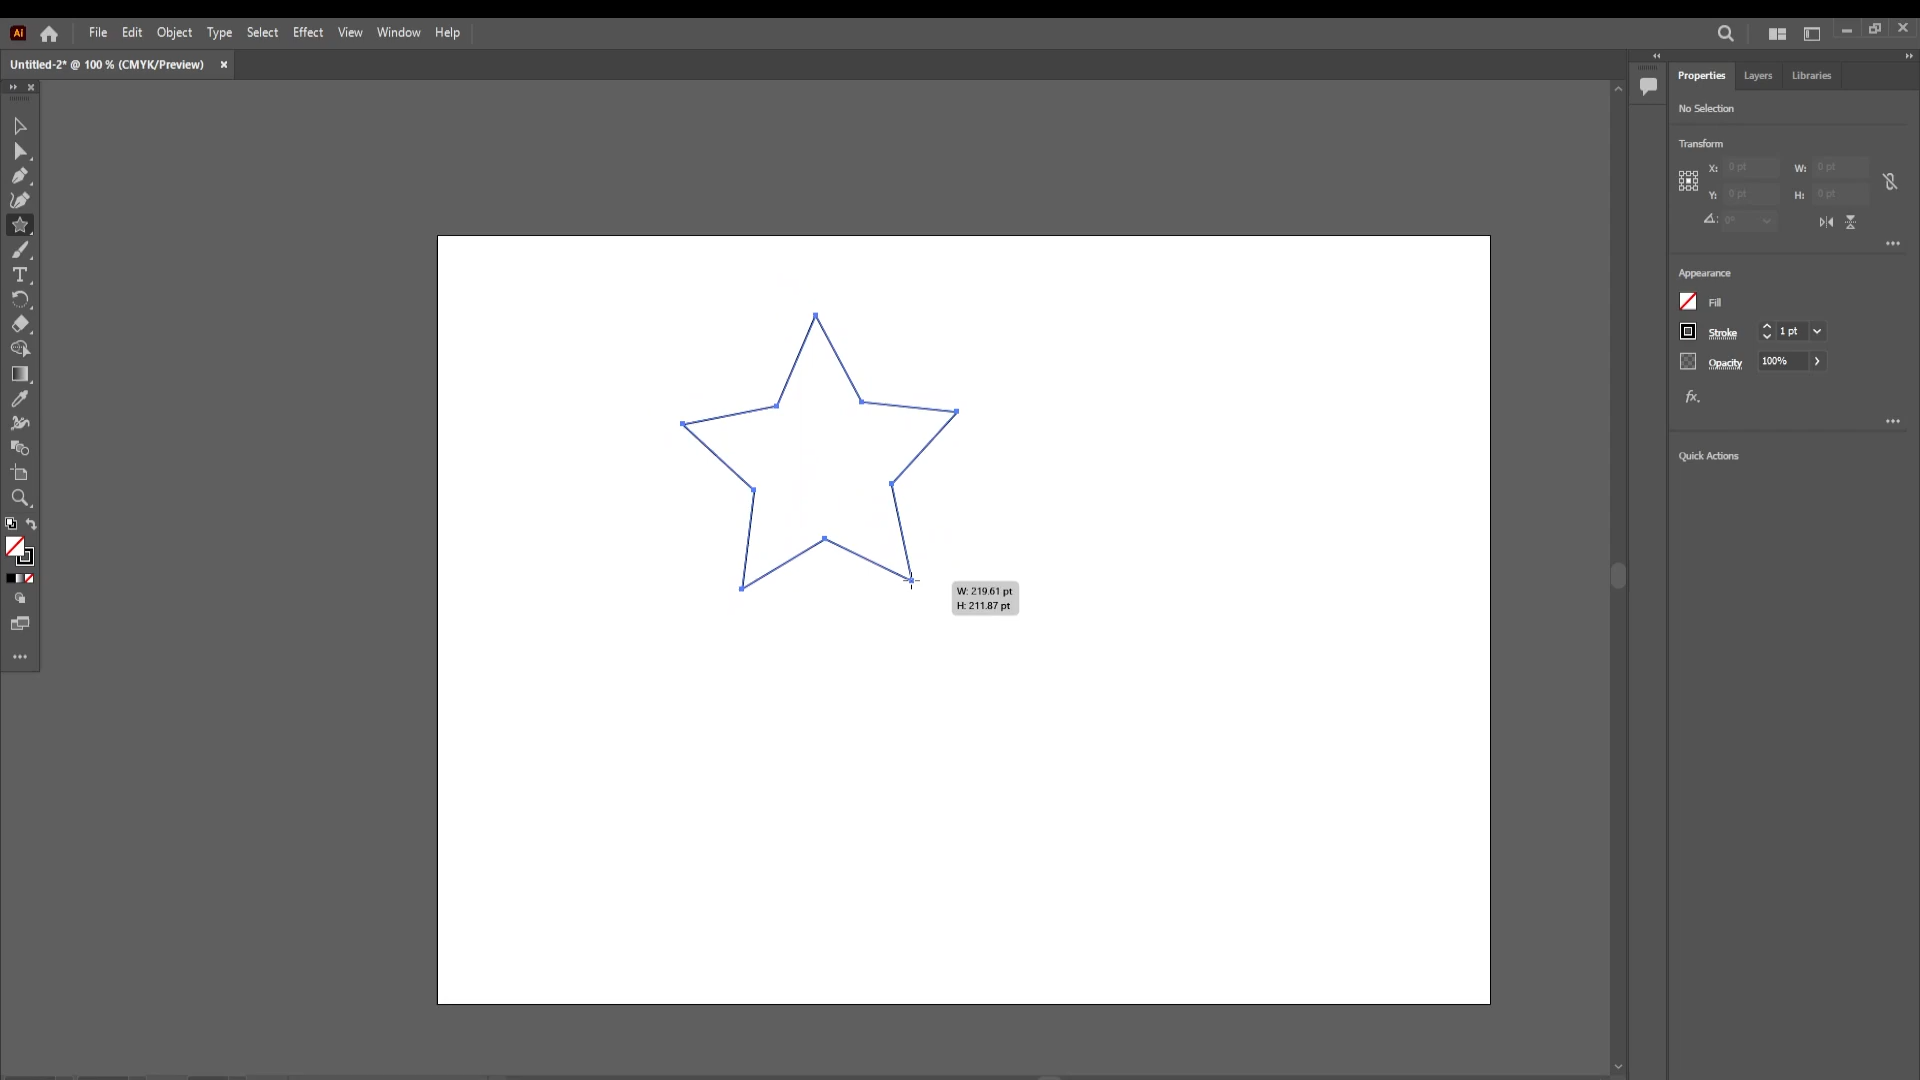 Ai File Edit Object Type Select Effect View Window Help
Untitled-2* @ 100 % (CMYK/Preview)
Properties Layers Libraries
No Selection
Transform
X: 0 pt W: 0 pt
Y: 0 pt H: 0 pt
0°
Appearance
Fill
Stroke 1 pt
Opacity 100%
fx.
Quick Actions
W: 219.61 pt
H: 211.87 pt